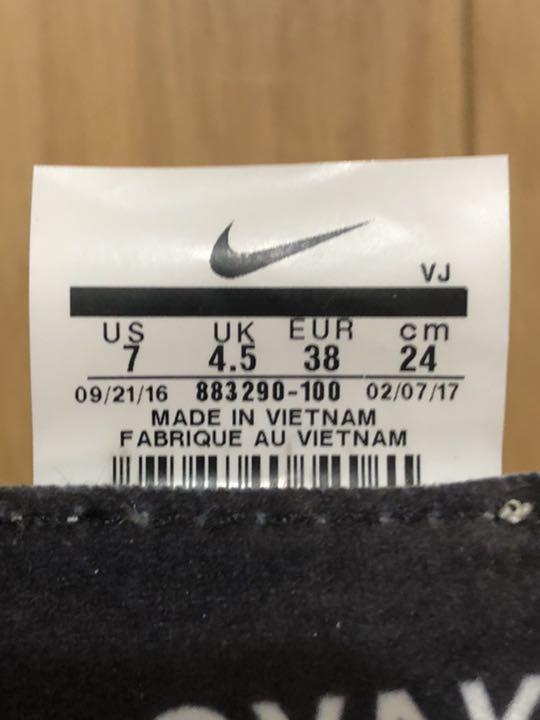 VJ
US UK EUR cm
7 4.5 38 24
09/21/16 883290-100 02/07/17
MADE IN VIETNAM
FABRIQUE AU VIETNAM